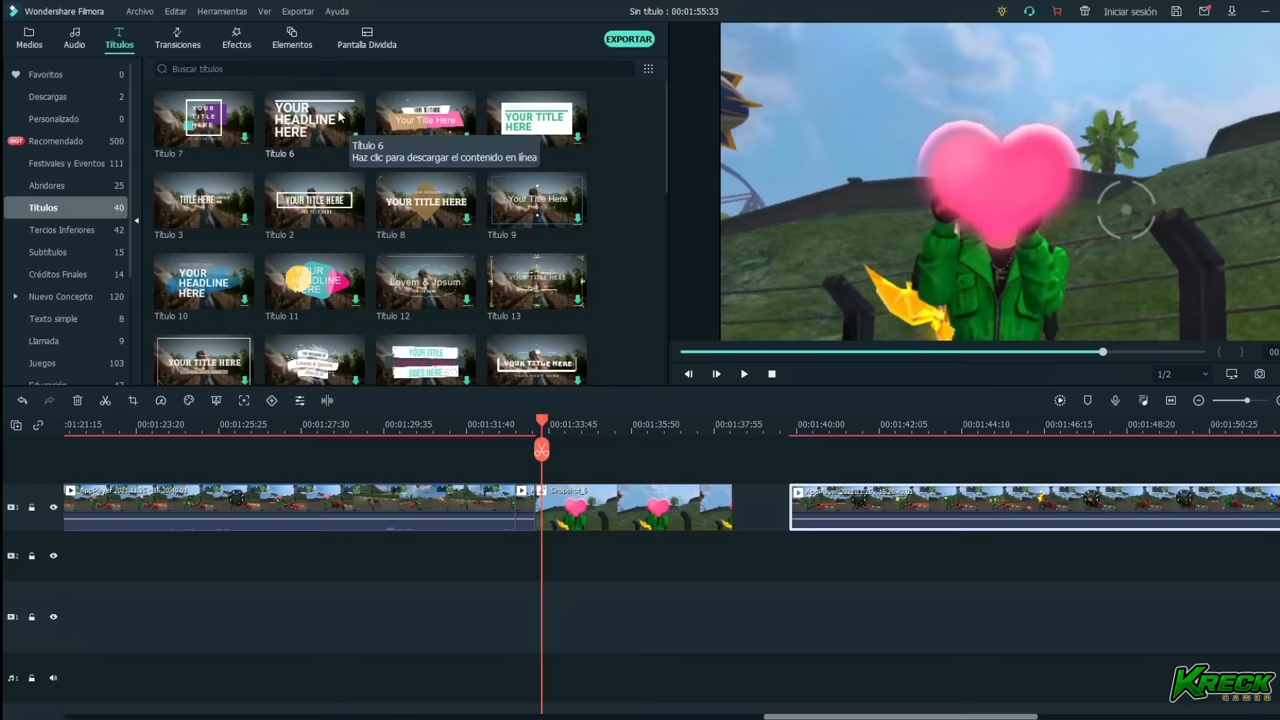 Wondershare Filmora Archivo Editar Herramientas Ver Exportar Ayuda Sin título : 00:01:55:33 Iniciar sesión
Medios Audio Títulos Transiciones Efectos Elementos Pantalla Dividida EXPORTAR
Favoritos 0
Descargas 2
Personalizado 0
HOT Recomendado 500
Festivales y Eventos 111
Abridores 25
Títulos 40
Tercios Inferiores 42
Subtítulos 15
Créditos Finales 14
Nuevo Concepto 120
Texto simple 8
Llamada 9
Juegos 103
Buscar títulos
YOUR TITLE HERE
YOUR HEADLINE HERE
Your Title Here
YOUR TITLE HERE
Título 7
Título 6
Título 6
Haz clic para descargar el contenido en línea
TITLE HERE
YOUR TITLE HERE
YOUR TITLE HERE
Your Title Here
Título 3
Título 2
Título 8
Título 9
YOUR HEADLINE HERE
YOUR HEADLINE HERE
Lorem & Ipsum
Título 10
Título 11
Título 12
Título 13
YOUR TITLE HERE
YOUR TITLE GOES HERE
YOUR TITLE HERE
00
1/2
:01:21:15 00:01:23:20 00:01:25:25 00:01:27:30 00:01:29:35 00:01:31:40 00:01:33:45 00:01:35:50 00:01:37:55 00:01:40:00 00:01:42:05 00:01:44:10 00:01:46:15 00:01:48:20 00:01:50:25
3
2
1
1
KRECK
GAMER